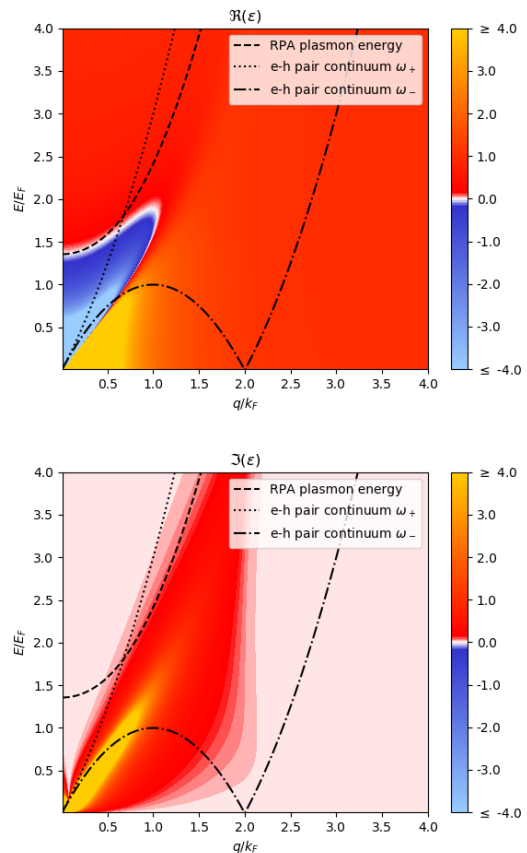 ℜ(ε)
RPA plasmon energy
e-h pair continuum ω₊
e-h pair continuum ω₋
4.0
3.5
3.0
2.5
2.0
1.5
1.0
0.5
E/E_F
0.5 1.0 1.5 2.0 2.5 3.0 3.5 4.0
q/k_F
≥ 4.0
3.0
2.0
1.0
0.0
-1.0
-2.0
-3.0
≤ -4.0
ℑ(ε)
RPA plasmon energy
e-h pair continuum ω₊
e-h pair continuum ω₋
4.0
3.5
3.0
2.5
2.0
1.5
1.0
0.5
E/E_F
0.5 1.0 1.5 2.0 2.5 3.0 3.5 4.0
q/k_F
≥ 4.0
3.0
2.0
1.0
0.0
-1.0
-2.0
-3.0
≤ -4.0